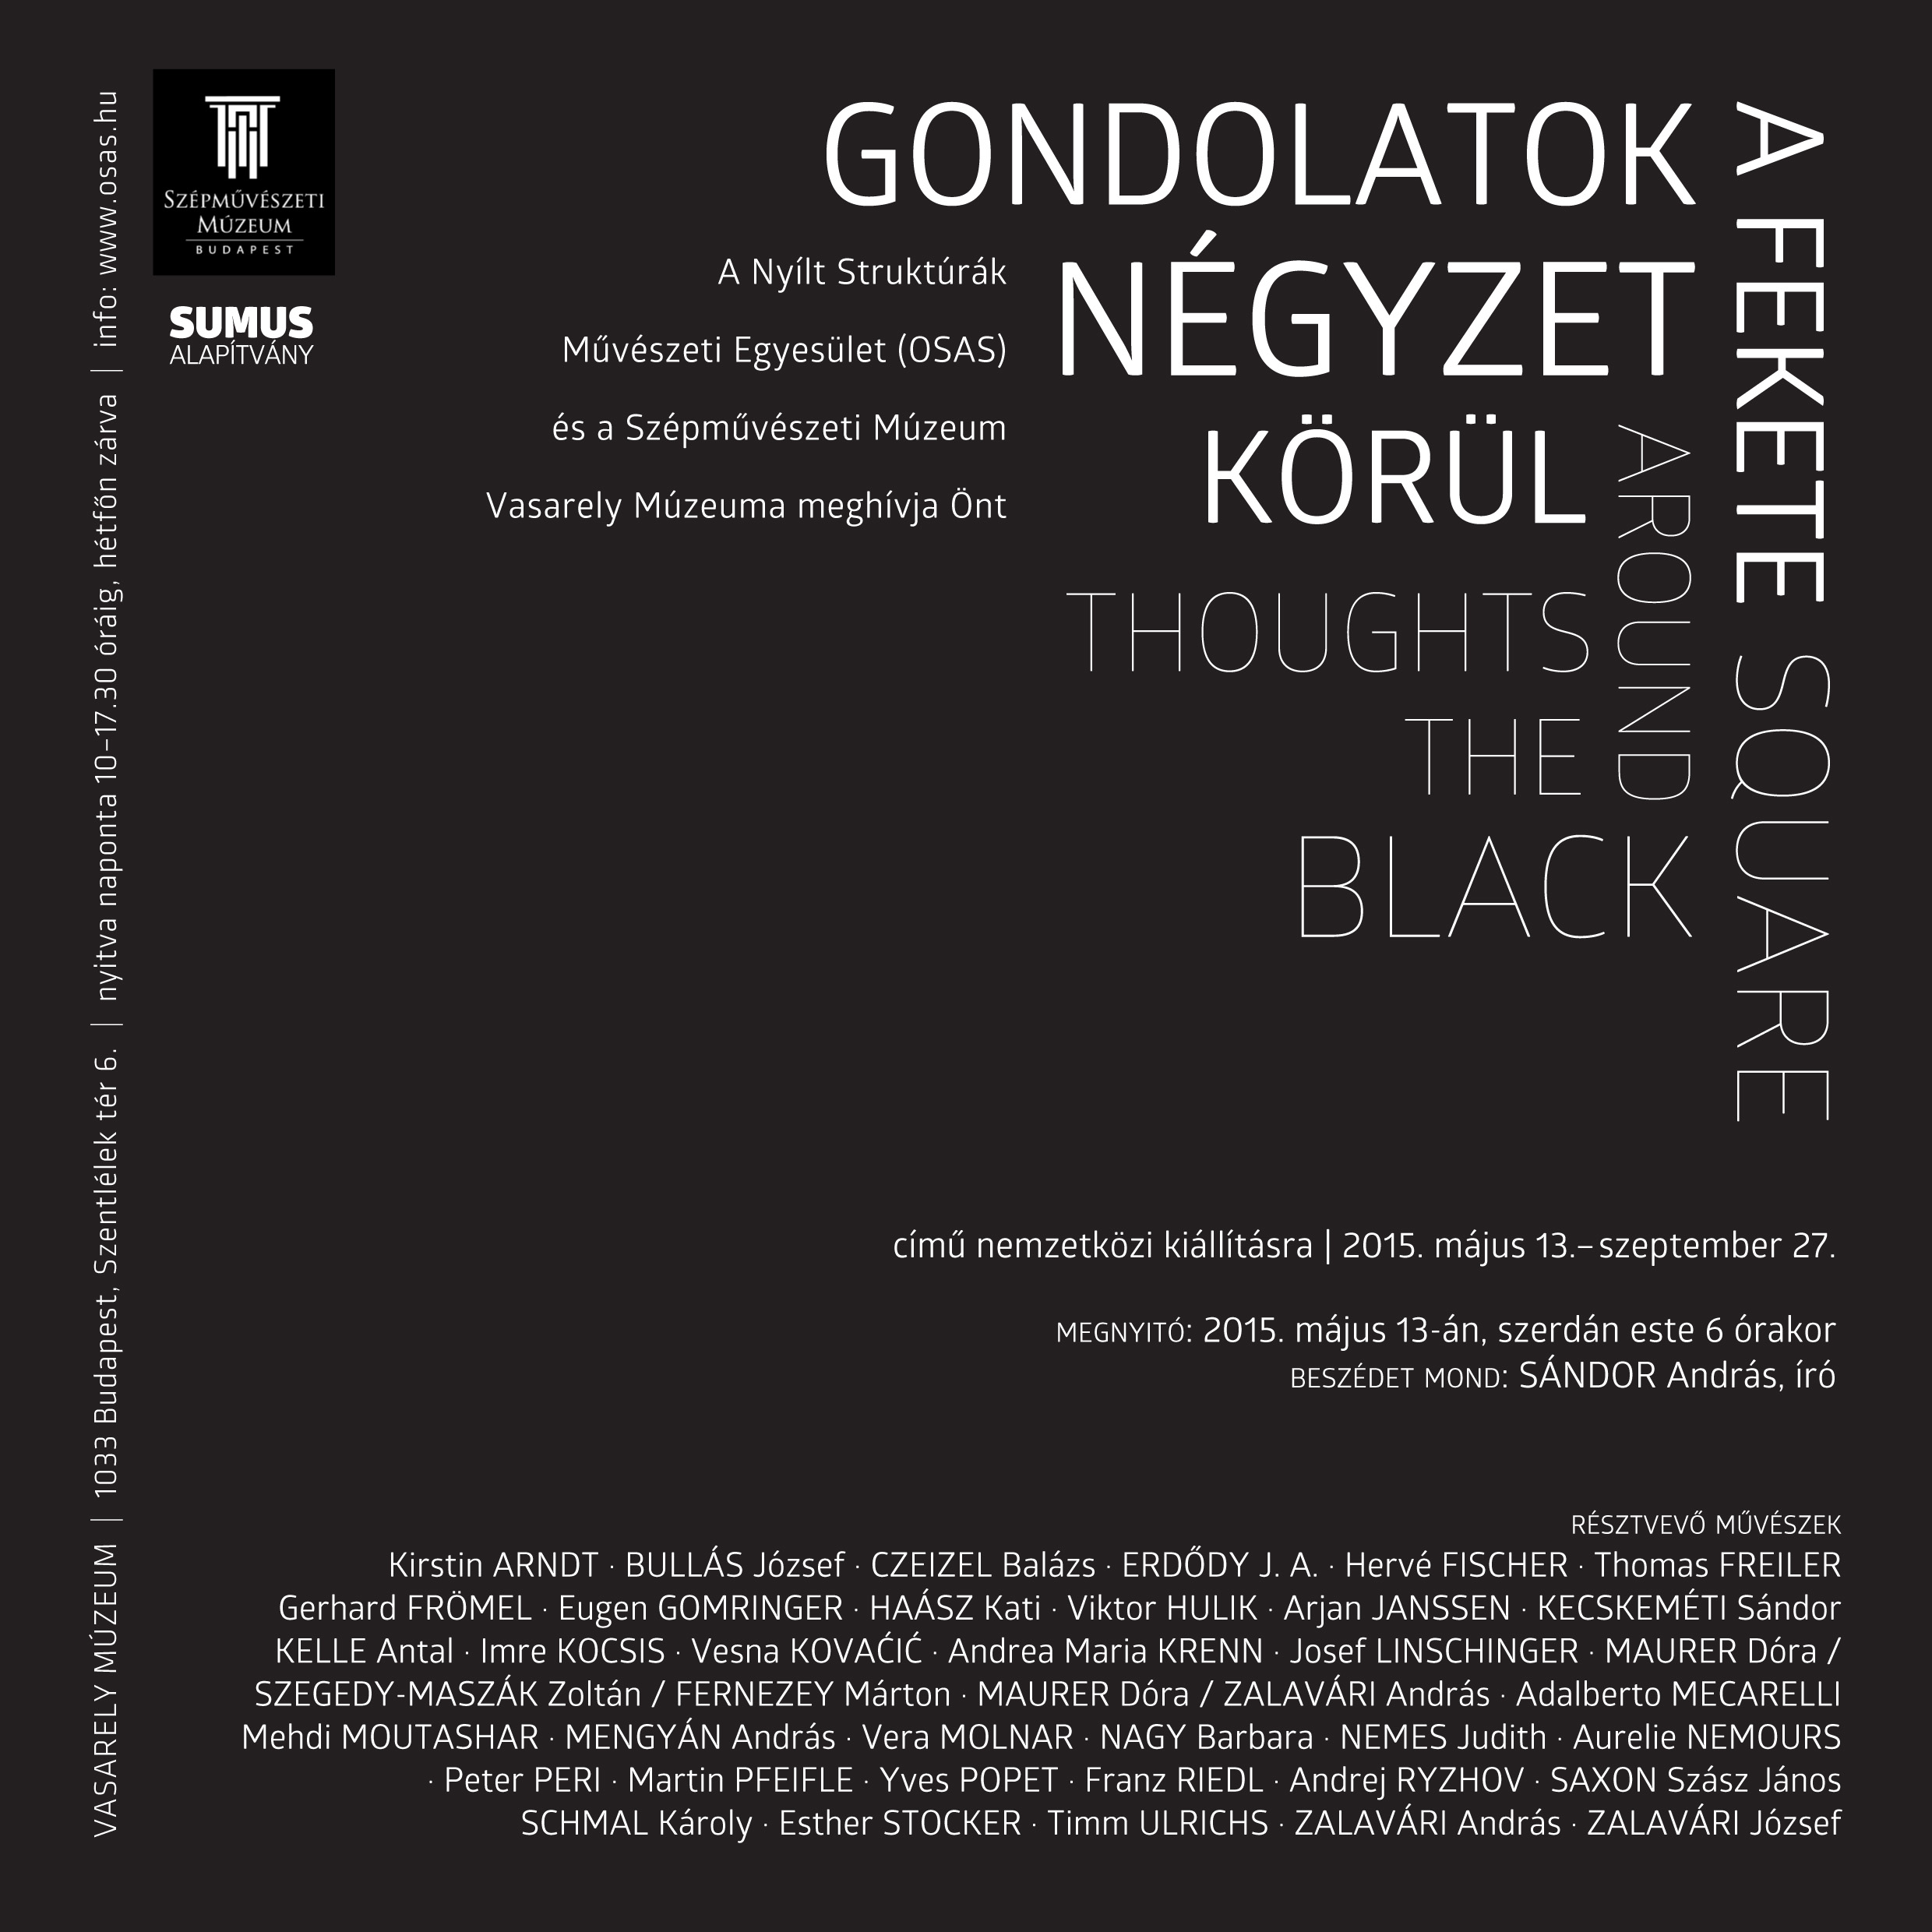 SZÉPMŰVÉSZETI
MÚZEUM
BUDAPEST
SUMUS
ALAPÍTVÁNY
VASARELY MÚZEUM | 1033 Budapest, Szentlélek tér 6. | nyitva naponta 10–17.30 óráig, hétfőn zárva | info: www.osas.hu
GONDOLATOK
A FEKETE
NÉGYZET
KÖRÜL
A Nyílt Struktúrák
Művészeti Egyesület (OSAS)
és a Szépművészeti Múzeum
Vasarely Múzeuma meghívja Önt
THOUGHTS
AROUND
THE
BLACK
SQUARE
című nemzetközi kiállításra | 2015. május 13.–szeptember 27.
MEGNYITÓ: 2015. május 13-án, szerdán este 6 órakor
BESZÉDET MOND: SÁNDOR András, író
RÉSZTVEVŐ MŰVÉSZEK
Kirstin ARNDT · BULLÁS József · CZEIZEL Balázs · ERDŐDY J. A. · Hervé FISCHER · Thomas FREILER
Gerhard FRÖMEL · Eugen GOMRINGER · HAÁSZ Kati · Viktor HULIK · Arjan JANSSEN · KECSKEMÉTI Sándor
KELLE Antal · Imre KOCSIS · Vesna KOVAĆIĆ · Andrea Maria KRENN · Josef LINSCHINGER · MAURER Dóra /
SZEGEDY-MASZÁK Zoltán / FERNEZEY Márton · MAURER Dóra / ZALAVÁRI András · Adalberto MECARELLI
Mehdi MOUTASHAR · MENGYÁN András · Vera MOLNAR · NAGY Barbara · NEMES Judith · Aurelie NEMOURS
· Peter PERI · Martin PFEIFLE · Yves POPET · Franz RIEDL · Andrej RYZHOV · SAXON Szász János
SCHMAL Károly · Esther STOCKER · Timm ULRICHS · ZALAVÁRI András · ZALAVÁRI József